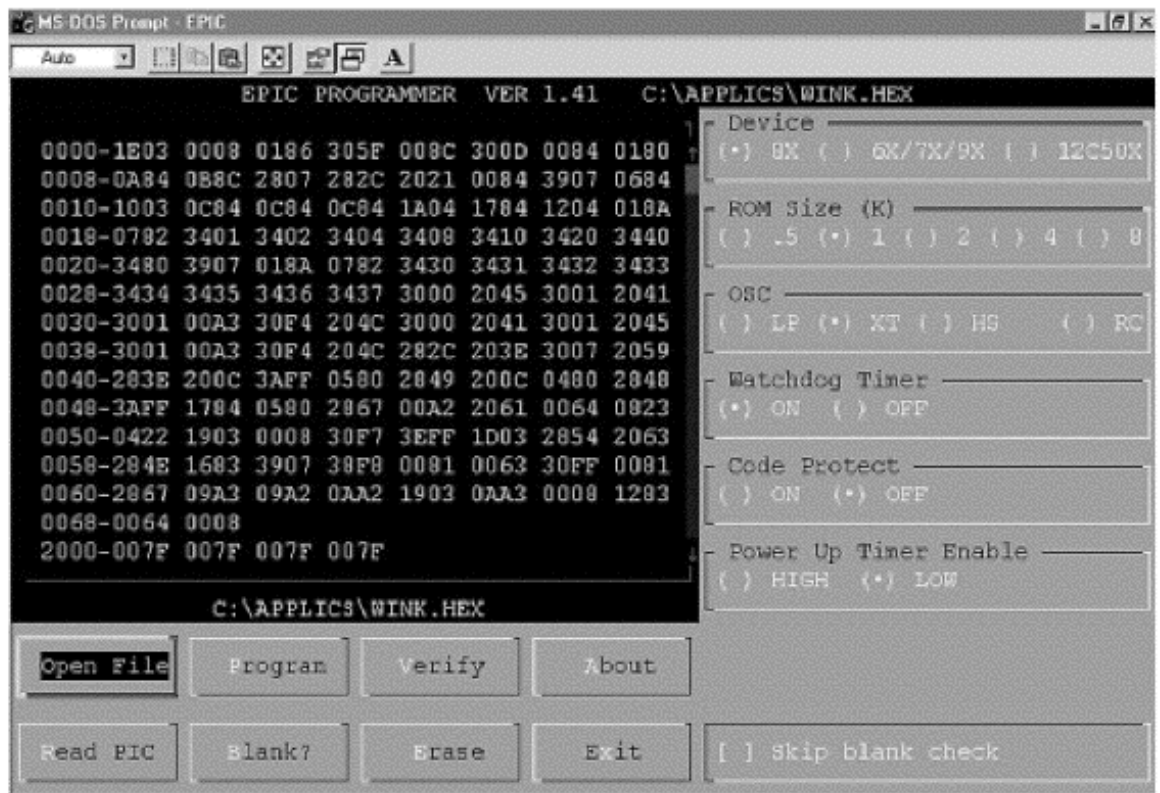 MS-DOS Prompt - EPIC
Auto
A
EPIC PROGRAMMER VER 1.41 C:\APPLICS\WINK.HEX
0000-1E03 0008 0186 305F 008C 300D 0084 0180
0008-0A84 0B8C 2807 282C 2021 0084 3907 0684
0010-1003 0C84 0C84 0C84 1A04 1784 1204 018A
0018-0782 3401 3402 3404 3408 3410 3420 3440
0020-3480 3907 018A 0782 3430 3431 3432 3433
0028-3434 3435 3436 3437 3000 2045 3001 2041
0030-3001 00A3 30F4 204C 3000 2041 3001 2045
0038-3001 00A3 30F4 204C 282C 203E 3007 2059
0040-283E 200C 3AFF 0580 2849 200C 0480 2848
0048-3AFF 1784 0580 2867 00A2 2061 0064 0823
0050-0422 1903 0008 30F7 3EFF 1D03 2854 2063
0058-284E 1683 3907 38F8 0081 0063 30FF 0081
0060-2867 09A3 09A2 0AA2 1903 0AA3 0008 1283
0068-0064 0008
2000-007F 007F 007F 007F
C:\APPLICS\WINK.HEX
Device
(•) 8X ( ) 6X/7X/9X ( ) 12C50X
ROM Size (K)
( ) .5 (•) 1 ( ) 2 ( ) 4 ( ) 8
OSC
( ) LP (•) XT ( ) HS ( ) RC
Watchdog Timer
(•) ON ( ) OFF
Code Protect
( ) ON (•) OFF
Power Up Timer Enable
( ) HIGH (•) LOW
Open File Program Verify About
Read PIC Blank? Erase Exit [ ] Skip blank check